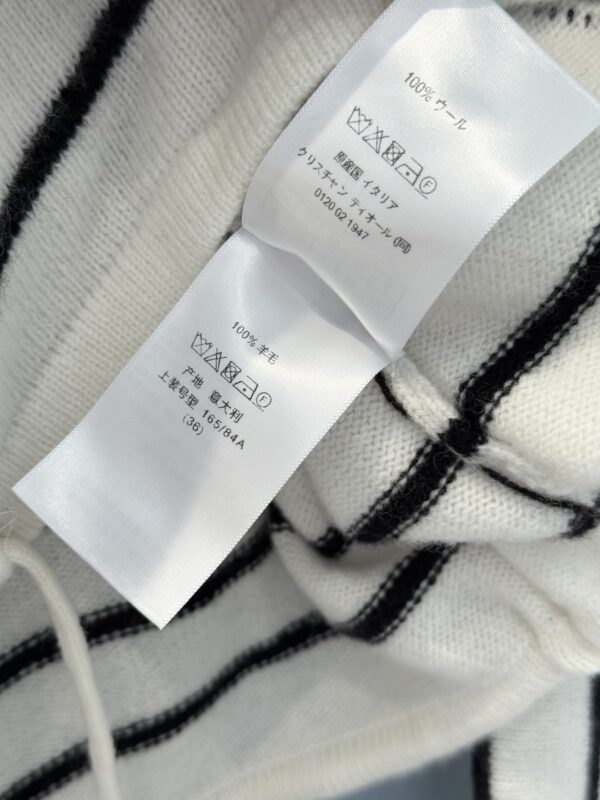 100% ウール
F
原産国 イタリア
クリスチャン ディオール (同)
0120 02 1947
100% 羊毛
F
产地 意大利
上装号型 165/84A
(36)